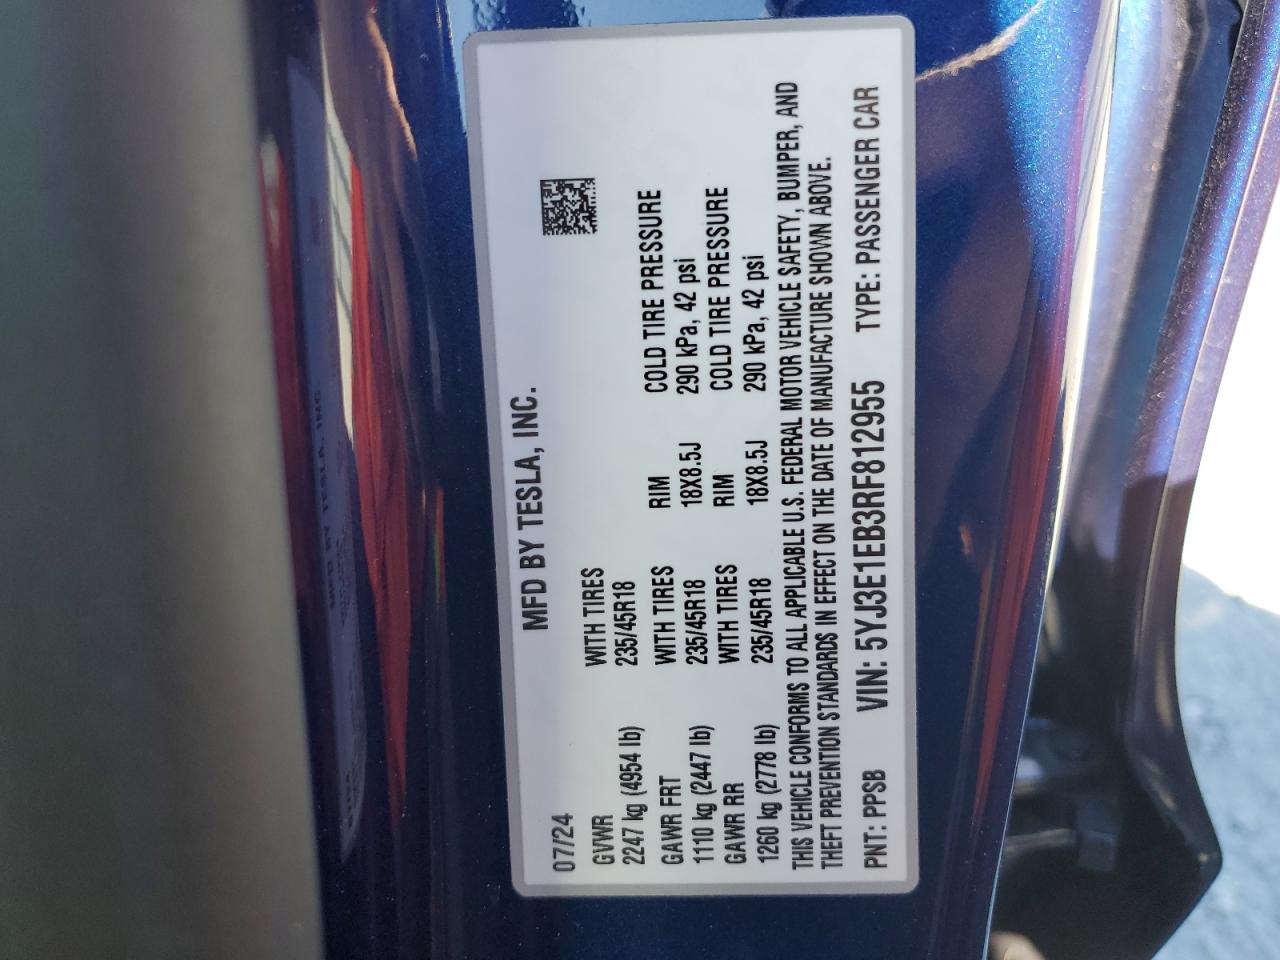 MFD BY TESLA, INC.
07/24
GVWR WITH TIRES
2247 kg (4954 lb) 235/45R18
GAWR FRT WITH TIRES RIM COLD TIRE PRESSURE
1110 kg (2447 lb) 235/45R18 18X8.5J 290 kPa, 42 psi
GAWR RR WITH TIRES RIM COLD TIRE PRESSURE
1260 kg (2778 lb) 235/45R18 18X8.5J 290 kPa, 42 psi
THIS VEHICLE CONFORMS TO ALL APPLICABLE U.S. FEDERAL MOTOR VEHICLE SAFETY, BUMPER, AND
THEFT PREVENTION STANDARDS IN EFFECT ON THE DATE OF MANUFACTURE SHOWN ABOVE.
PNT: PPSB VIN: 5YJ3E1EB3RF812955 TYPE: PASSENGER CAR
MFD BY TESLA, INC.